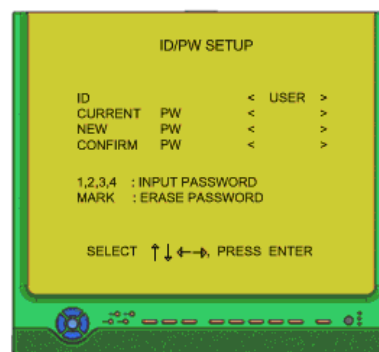 ID/PW SETUP
ID < USER >
CURRENT PW < >
NEW PW < >
CONFIRM PW < >
1,2,3,4 : INPUT PASSWORD
MARK : ERASE PASSWORD
SELECT ↑↓←→, PRESS ENTER